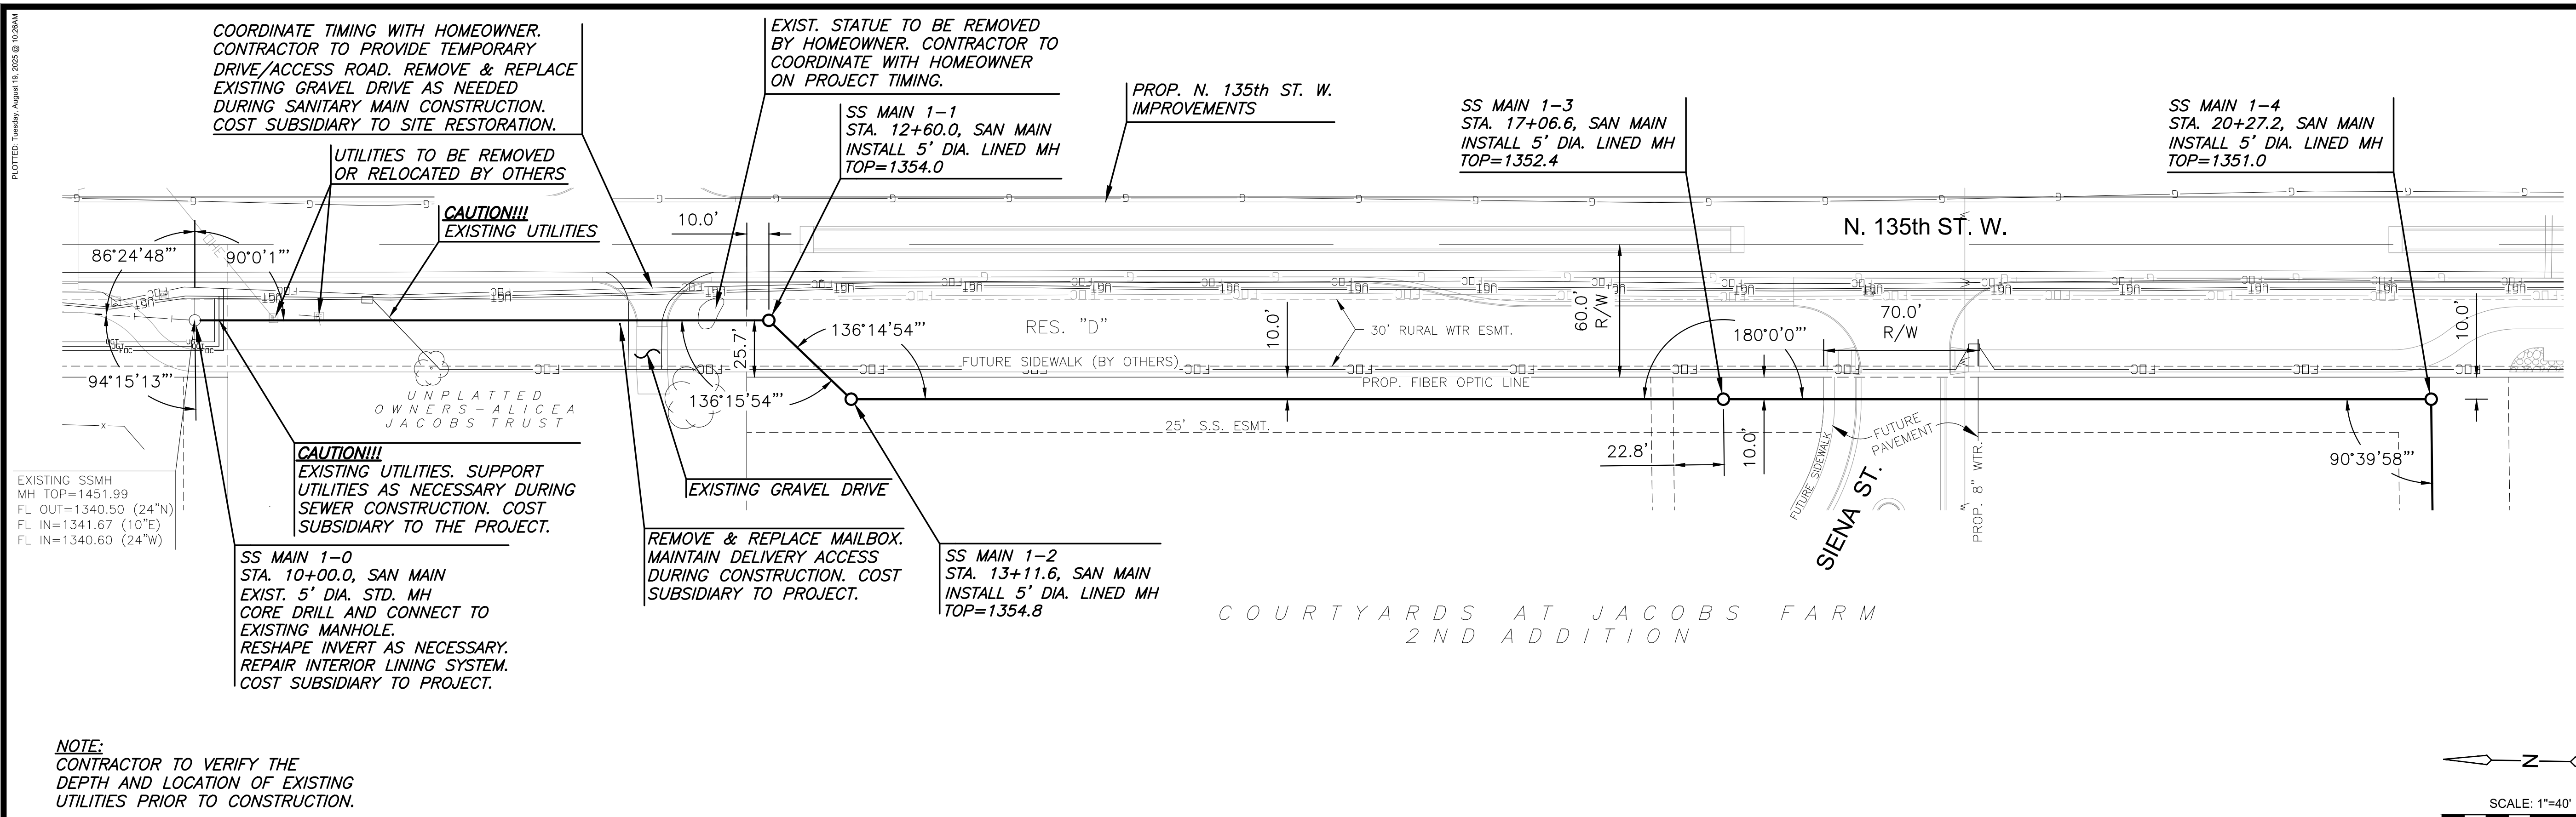 PLOTTED: Tuesday, August 19, 2025 @ 10:26AM
COORDINATE TIMING WITH HOMEOWNER.
CONTRACTOR TO PROVIDE TEMPORARY
DRIVE/ACCESS ROAD. REMOVE & REPLACE
EXISTING GRAVEL DRIVE AS NEEDED
DURING SANITARY MAIN CONSTRUCTION.
COST SUBSIDIARY TO SITE RESTORATION.
EXIST. STATUE TO BE REMOVED
BY HOMEOWNER. CONTRACTOR TO
COORDINATE WITH HOMEOWNER
ON PROJECT TIMING.
UTILITIES TO BE REMOVED
OR RELOCATED BY OTHERS
CAUTION!!!
EXISTING UTILITIES
SS MAIN 1-1
STA. 12+60.0, SAN MAIN
INSTALL 5' DIA. LINED MH
TOP=1354.0
PROP. N. 135th ST. W.
IMPROVEMENTS
SS MAIN 1-3
STA. 17+06.6, SAN MAIN
INSTALL 5' DIA. LINED MH
TOP=1352.4
SS MAIN 1-4
STA. 20+27.2, SAN MAIN
INSTALL 5' DIA. LINED MH
TOP=1351.0
10.0'
N. 135th ST. W.
86°24'48"'
90°0'1"'
RES. "D"
136°14'54"'
25.7'
10.0'
30' RURAL WTR ESMT.
60.0'
R/W
180°0'0"'
70.0'
R/W
10.0'
FUTURE SIDEWALK (BY OTHERS)
PROP. FIBER OPTIC LINE
94°15'13"'
136°15'54"'
UNPLATTED
OWNERS-ALICEA
JACOBS TRUST
25' S.S. ESMT.
22.8'
10.0'
FUTURE SIDEWALK
FUTURE
PAVEMENT
SIENA ST.
PROP. 8" WTR.
90°39'58"'
EXISTING SSMH
MH TOP=1451.99
FL OUT=1340.50 (24"N)
FL IN=1341.67 (10"E)
FL IN=1340.60 (24"W)
CAUTION!!!
EXISTING UTILITIES. SUPPORT
UTILITIES AS NECESSARY DURING
SEWER CONSTRUCTION. COST
SUBSIDIARY TO THE PROJECT.
EXISTING GRAVEL DRIVE
SS MAIN 1-0
STA. 10+00.0, SAN MAIN
EXIST. 5' DIA. STD. MH
CORE DRILL AND CONNECT TO
EXISTING MANHOLE.
RESHAPE INVERT AS NECESSARY.
REPAIR INTERIOR LINING SYSTEM.
COST SUBSIDIARY TO PROJECT.
REMOVE & REPLACE MAILBOX.
MAINTAIN DELIVERY ACCESS
DURING CONSTRUCTION. COST
SUBSIDIARY TO PROJECT.
SS MAIN 1-2
STA. 13+11.6, SAN MAIN
INSTALL 5' DIA. LINED MH
TOP=1354.8
COURTYARDS AT JACOBS FARM
2ND ADDITION
NOTE:
CONTRACTOR TO VERIFY THE
DEPTH AND LOCATION OF EXISTING
UTILITIES PRIOR TO CONSTRUCTION.
N
SCALE: 1"=40'